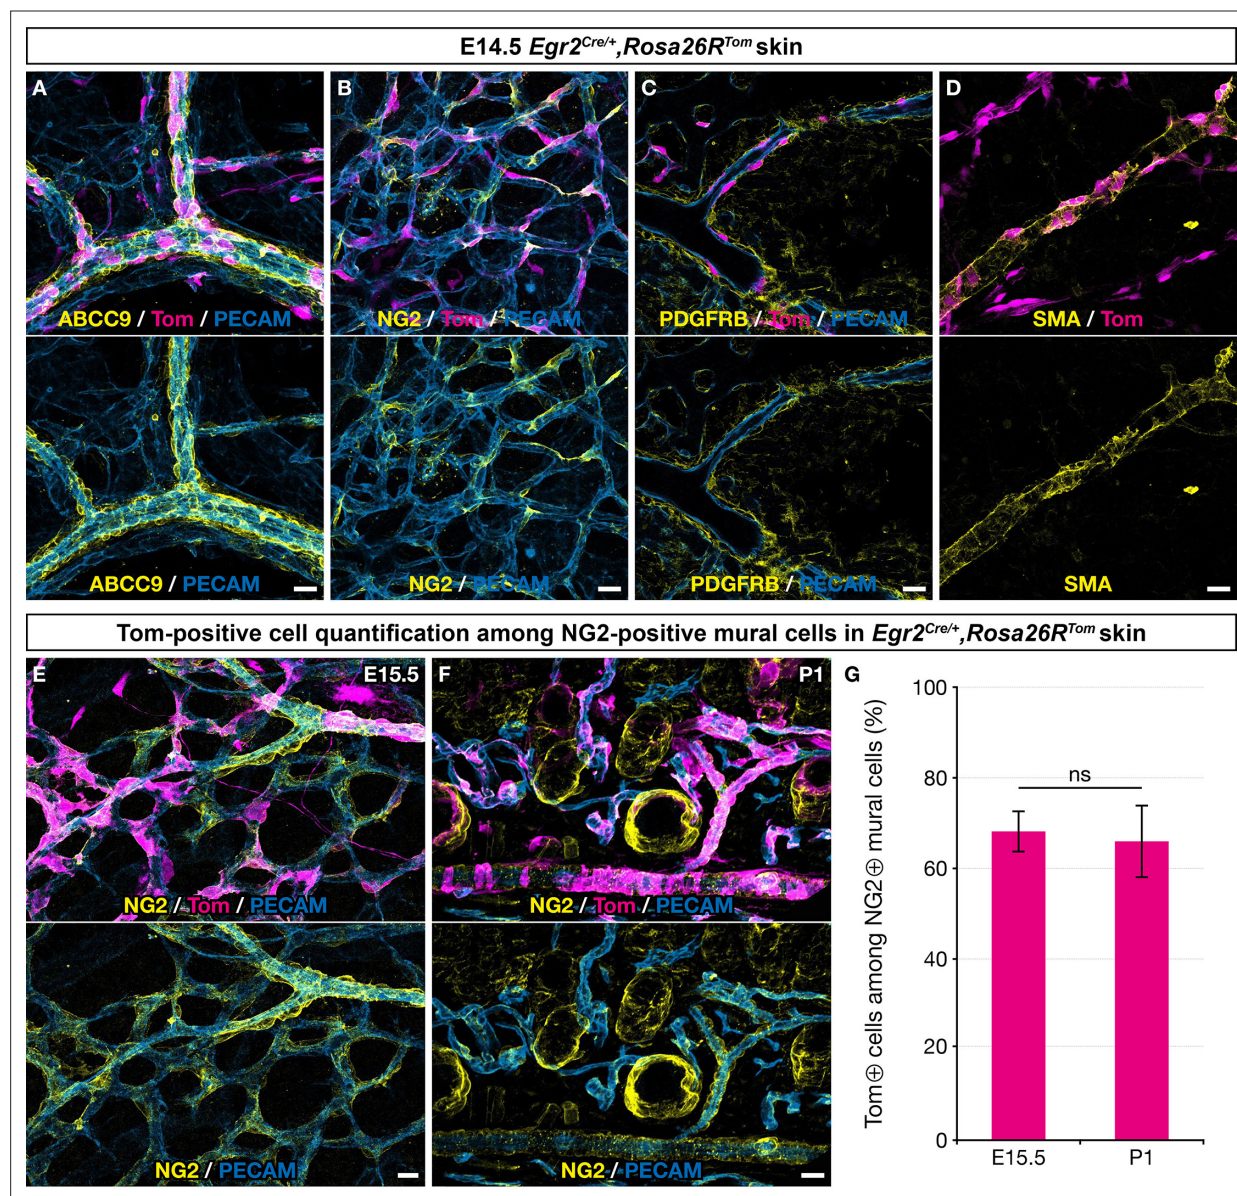 E14.5 Egr2Cre/+,Rosa26RTom skin
A
B
C
D
ABCC9 / Tom / PECAM
NG2 / Tom / PECAM
PDGFRB / Tom / PECAM
SMA / Tom
ABCC9 / PECAM
NG2 / PECAM
PDGFRB / PECAM
SMA
Tom-positive cell quantification among NG2-positive mural cells in Egr2Cre/+,Rosa26RTom skin
E
E15.5
F
P1
G
NG2 / Tom / PECAM
NG2 / Tom / PECAM
NG2 / PECAM
NG2 / PECAM
Tom⊕ cells among NG2⊕ mural cells (%)
100
80
60
40
20
0
ns
E15.5
P1